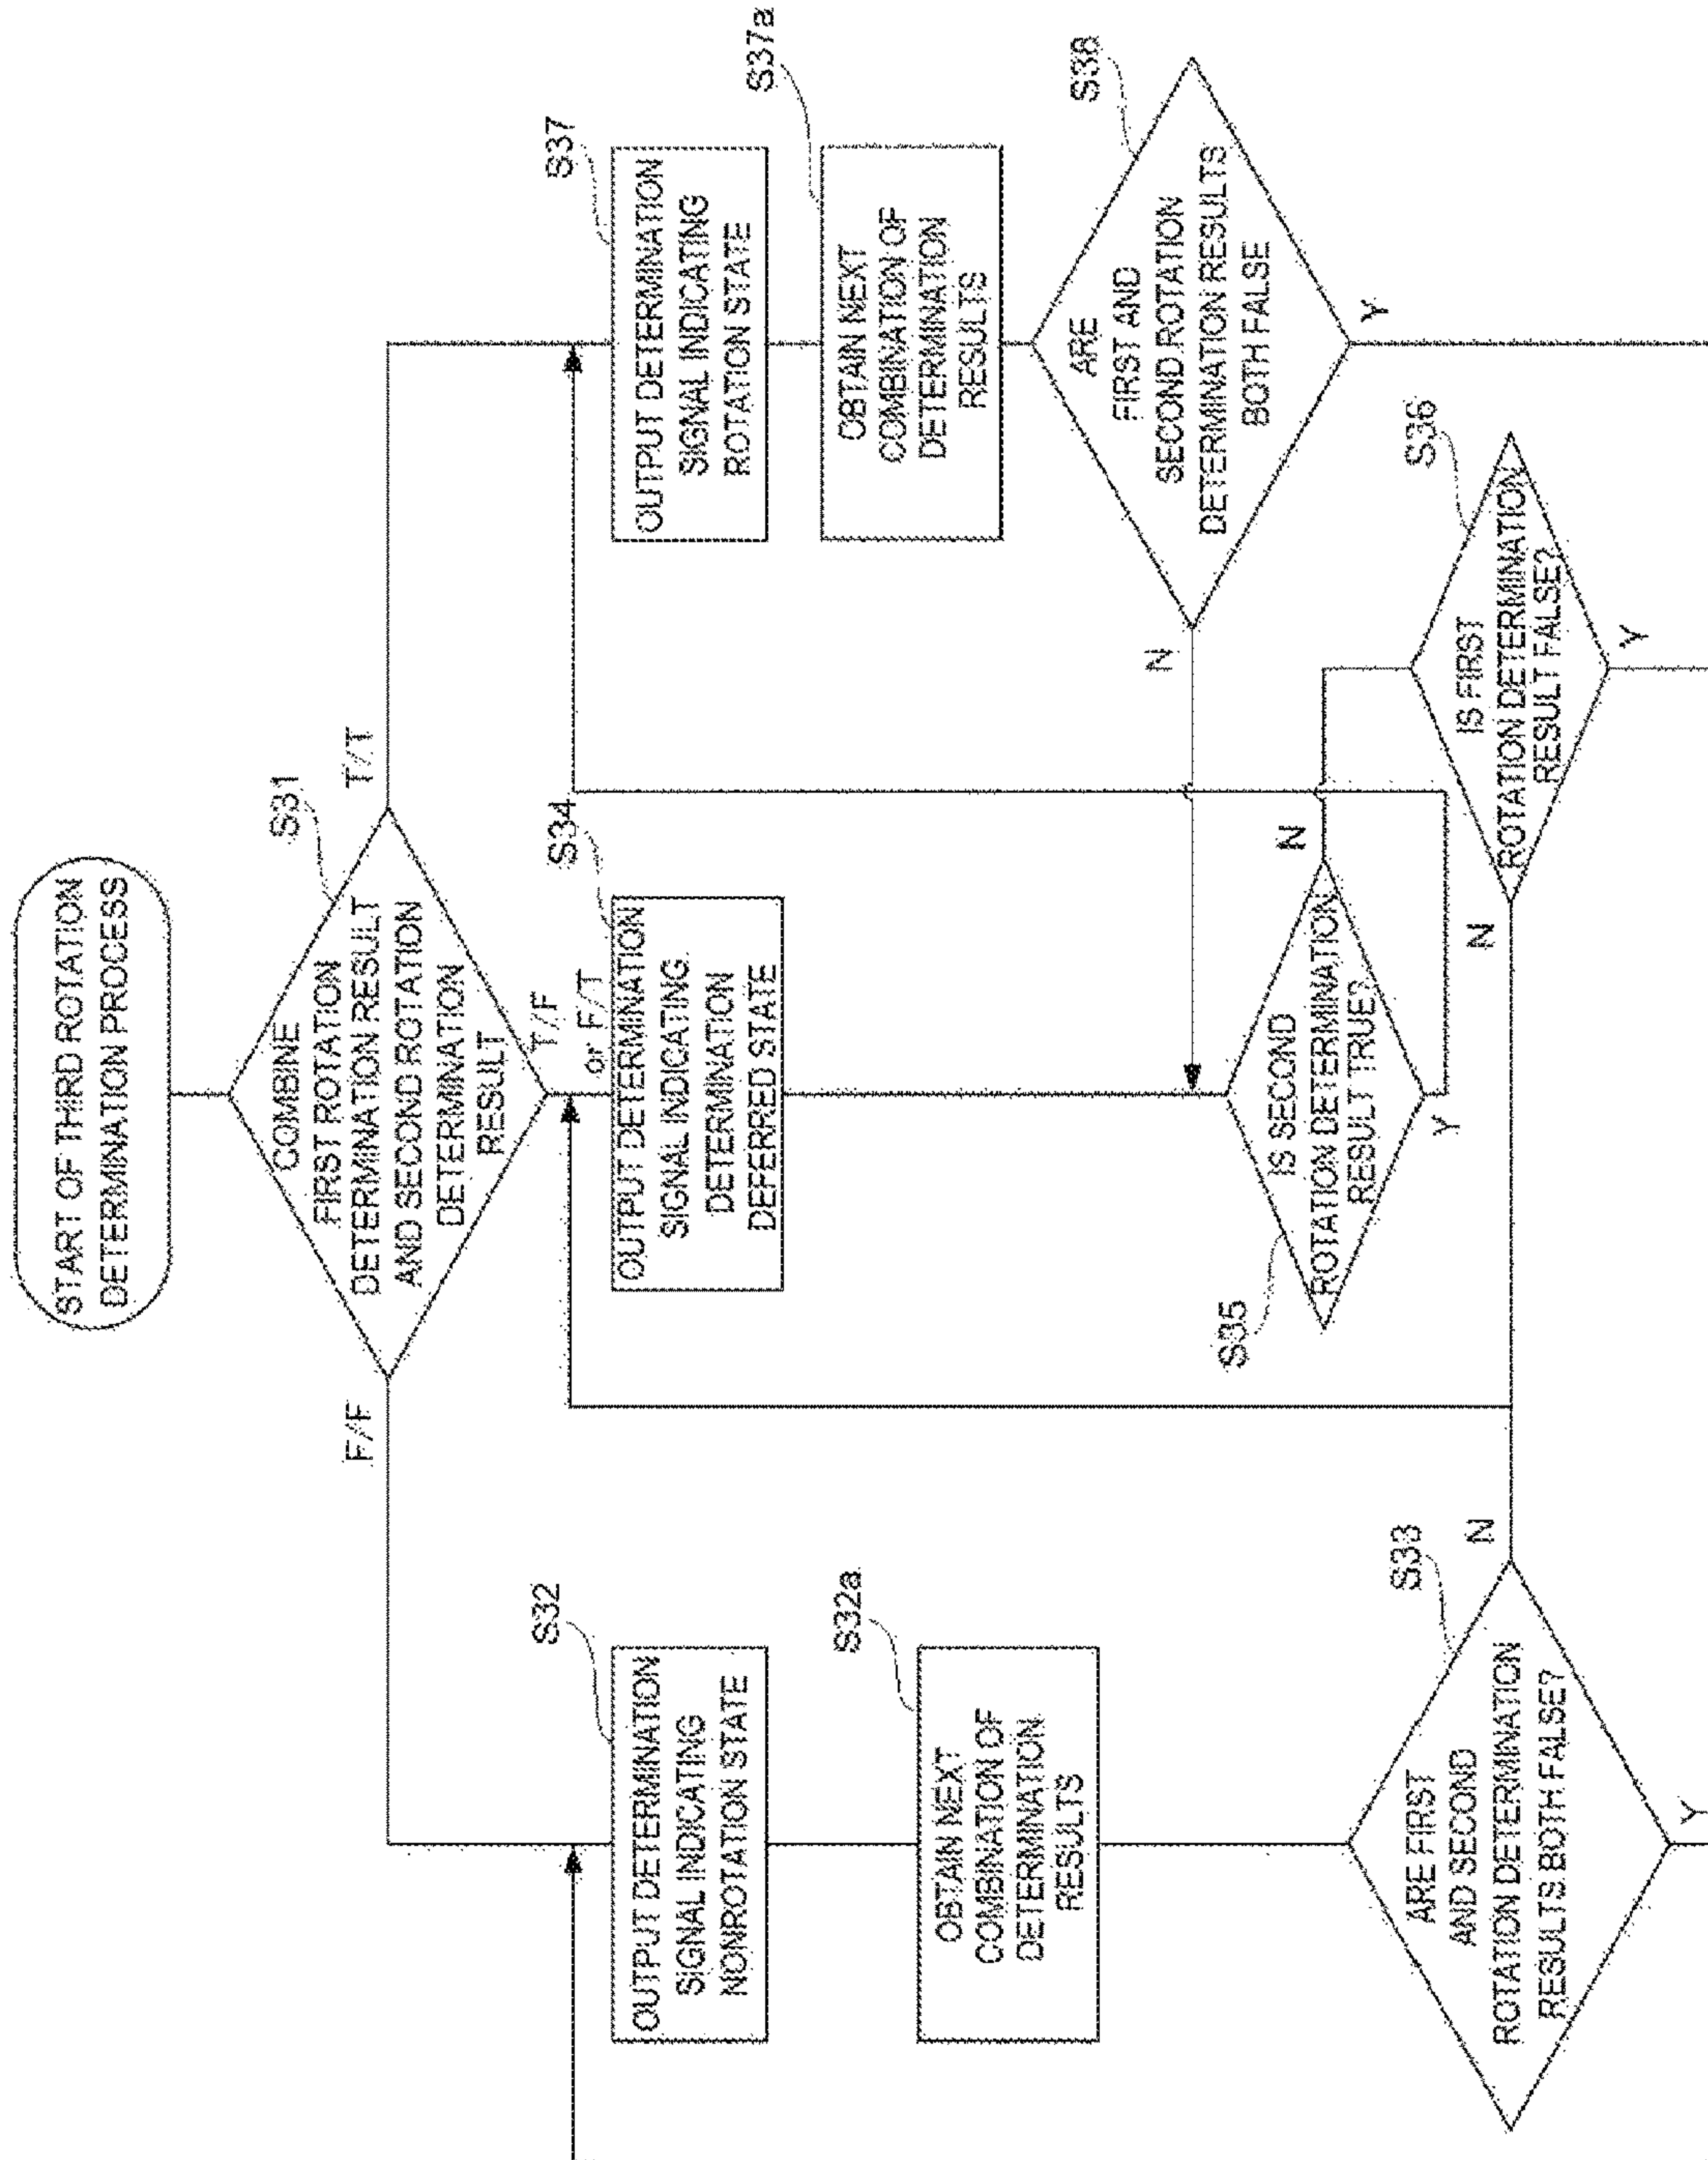 START OF THIRD ROTATION
DETERMINATION PROCESS
S31
COMBINE
FIRST ROTATION
DETERMINATION RESULT
AND SECOND ROTATION
DETERMINATION
RESULT
F/F
T/T
T/F
or F/T
S32
OUTPUT DETERMINATION
SIGNAL INDICATING
NONROTATION STATE
S32a
OBTAIN NEXT
COMBINATION OF
DETERMINATION
RESULTS
S33
ARE FIRST
AND SECOND
ROTATION DETERMINATION
RESULTS BOTH FALSE?
N
Y
S34
OUTPUT DETERMINATION
SIGNAL INDICATING
DETERMINATION
DEFERRED STATE
S35
IS SECOND
ROTATION DETERMINATION
RESULT TRUE?
N
Y
S36
IS FIRST
ROTATION DETERMINATION
RESULT FALSE?
N
Y
S37
OUTPUT DETERMINATION
SIGNAL INDICATING
ROTATION STATE
S37a
OBTAIN NEXT
COMBINATION OF
DETERMINATION
RESULTS
S38
ARE
FIRST AND
SECOND ROTATION
DETERMINATION RESULTS
BOTH FALSE
N
Y